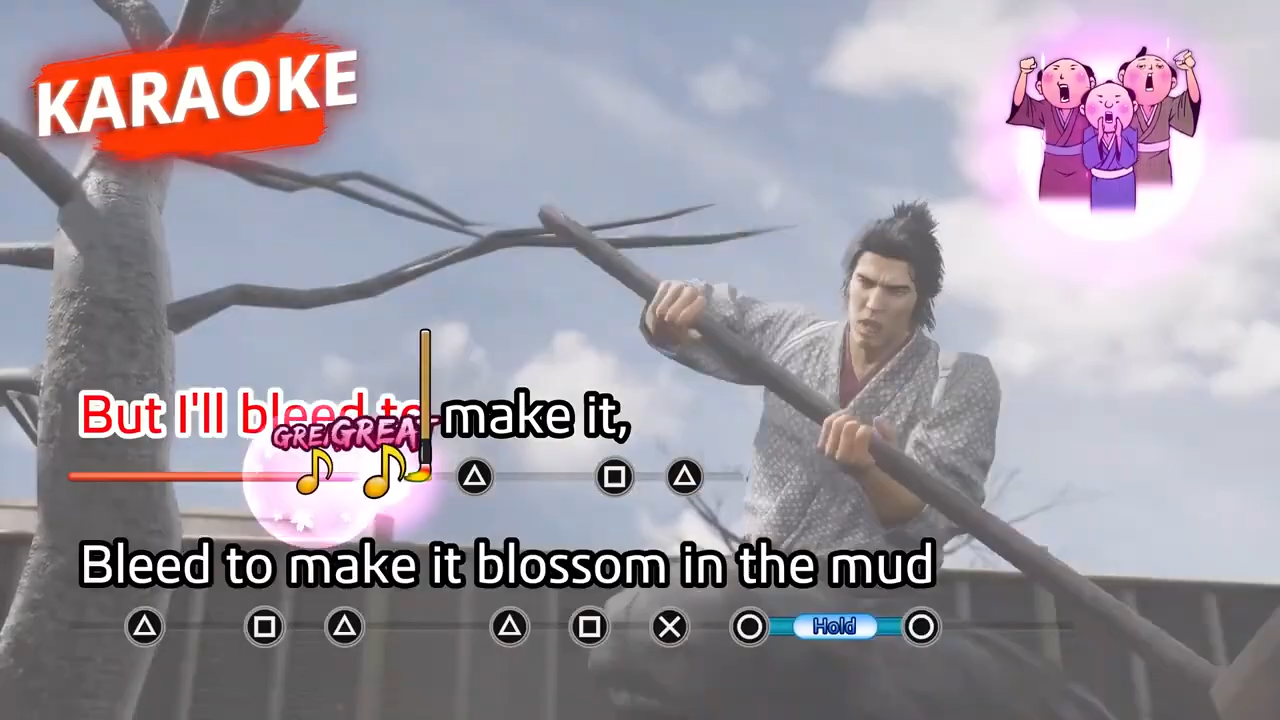 KARAOKE
But I'll bleed to make it,
GREAT
Bleed to make it blossom in the mud
Hold